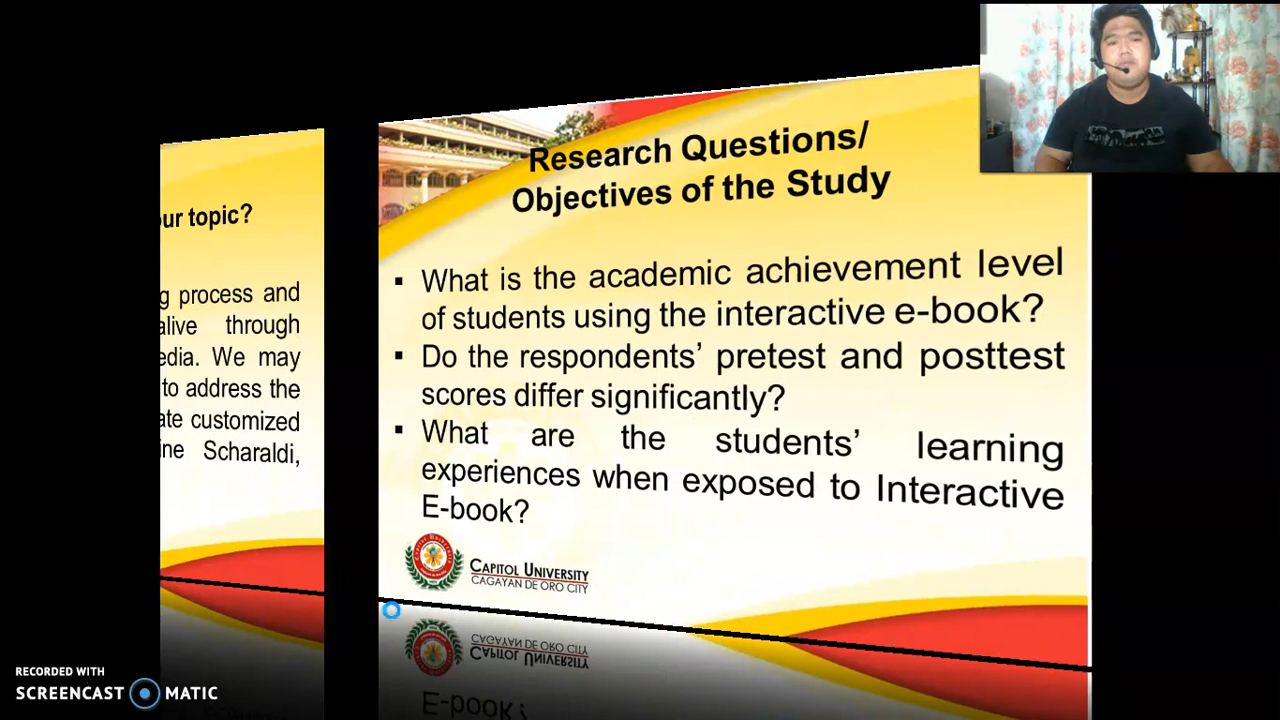 ur topic?
g process and
alive through
edia. We may
to address the
ate customized
ine Scharaldi,
Research Questions/
Objectives of the Study
▪ What is the academic achievement level
of students using the interactive e-book?
▪ Do the respondents’ pretest and posttest
scores differ significantly?
▪ What are the students’ learning
experiences when exposed to Interactive
E-book?
CAPITOL UNIVERSITY
CAGAYAN DE ORO CITY
RECORDED WITH
SCREENCAST MATIC